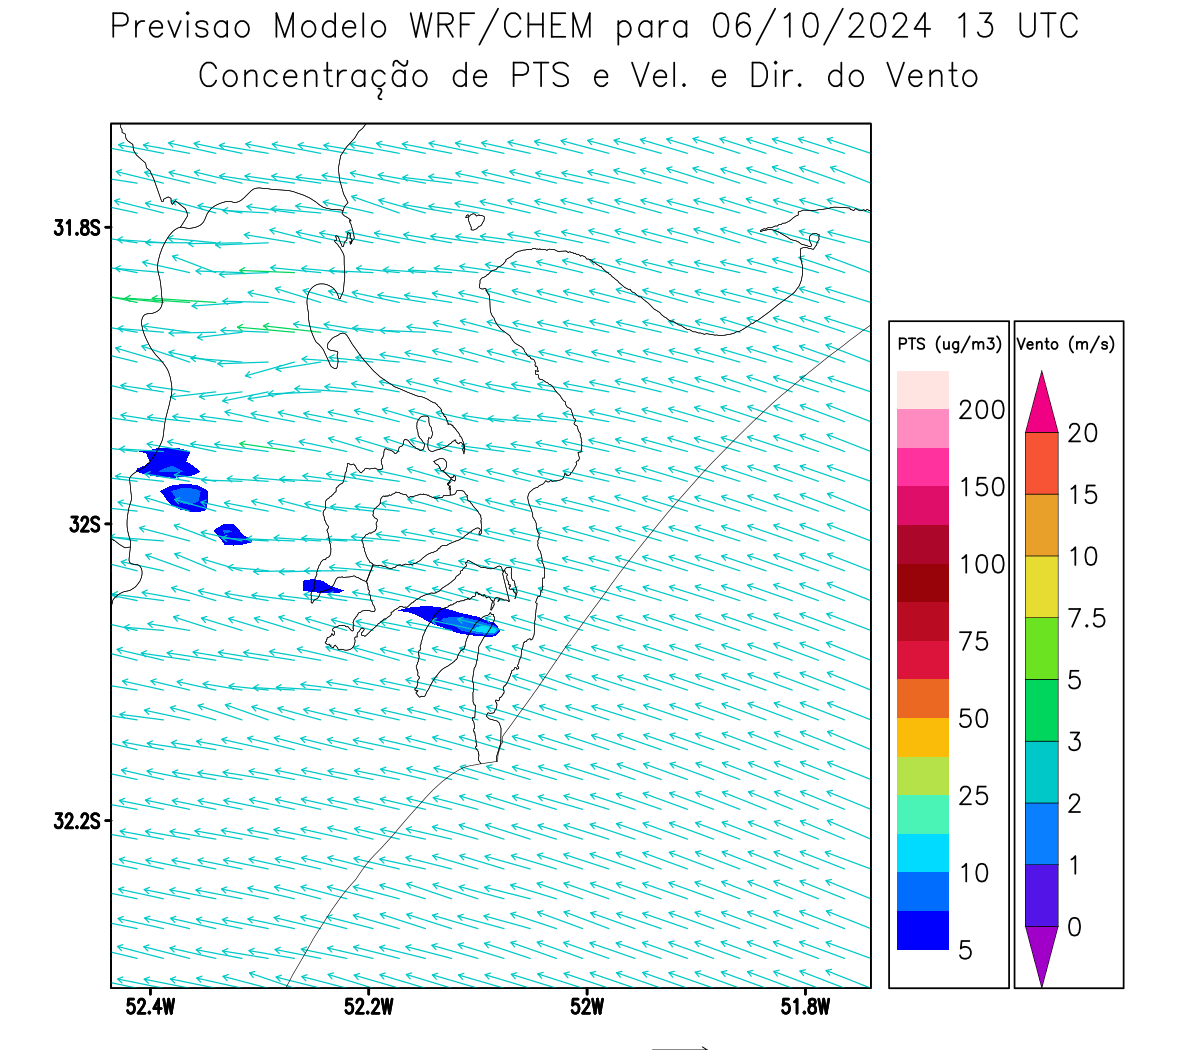 Previsao Modelo WRF/CHEM para 06/10/2024 13 UTC
Concentração de PTS e Vel. e Dir. do Vento
31.8S
32S
32.2S
52.4W
52.2W
52W
51.8W
PTS (ug/m3)
200
150
100
75
50
25
10
5
Vento (m/s)
20
15
10
7.5
5
3
2
1
0